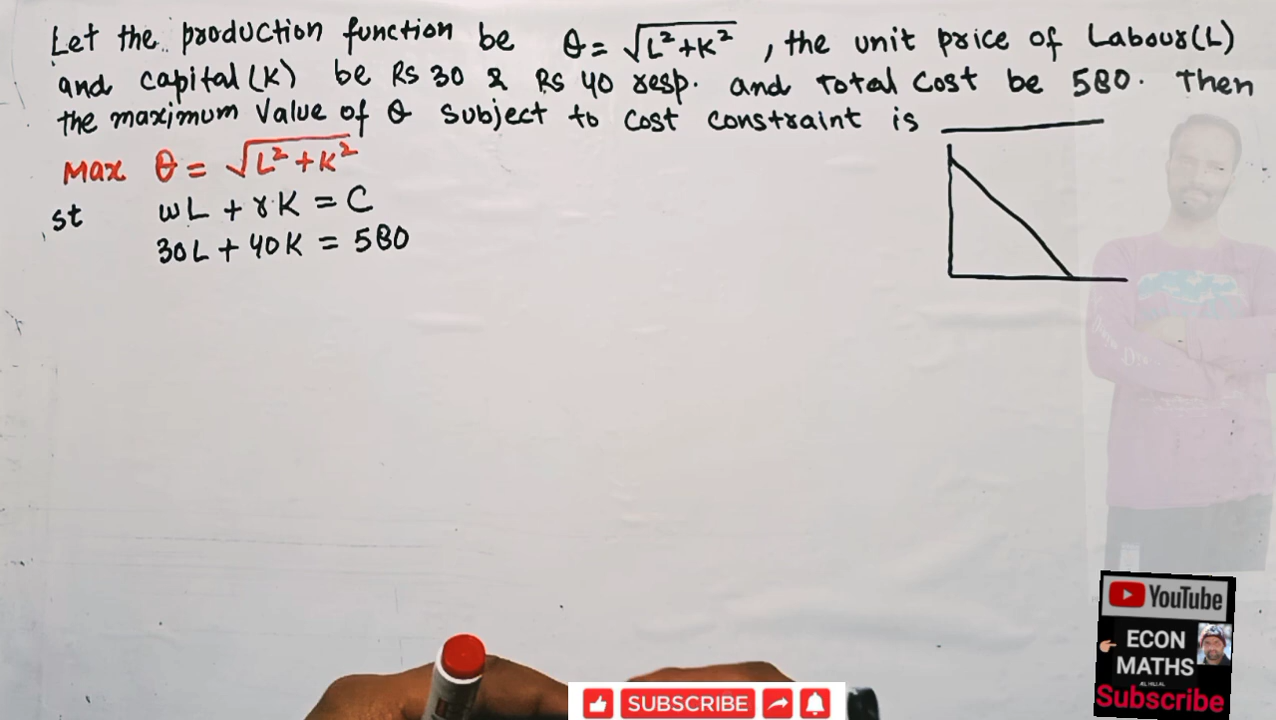 Let the production function be Q = √L²+K² , the unit price of Labour(L)
and capital(K) be Rs 30 & Rs 40 resp. and Total Cost be 580. Then
the maximum value of Q subject to cost constraint is ______
Max Q = √L²+K²
st wL + r.K = C
30L + 40K = 580
YouTube
ECON
MATHS
Subscribe
SUBSCRIBE